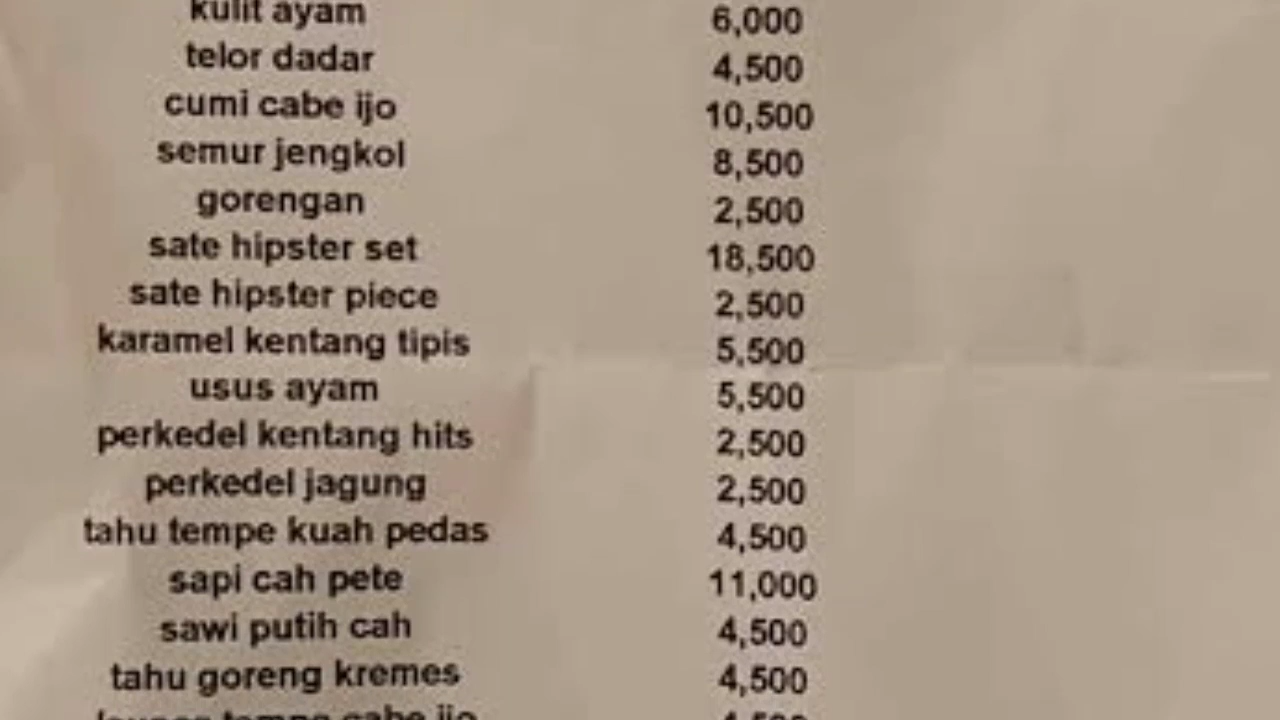 kulit ayam 6,000
telor dadar 4,500
cumi cabe ijo 10,500
semur jengkol 8,500
gorengan 2,500
sate hipster set 18,500
sate hipster piece 2,500
karamel kentang tipis 5,500
usus ayam 5,500
perkedel kentang hits 2,500
perkedel jagung 2,500
tahu tempe kuah pedas 4,500
sapi cah pete 11,000
sawi putih cah 4,500
tahu goreng kremes 4,500
tempe cabe ijo